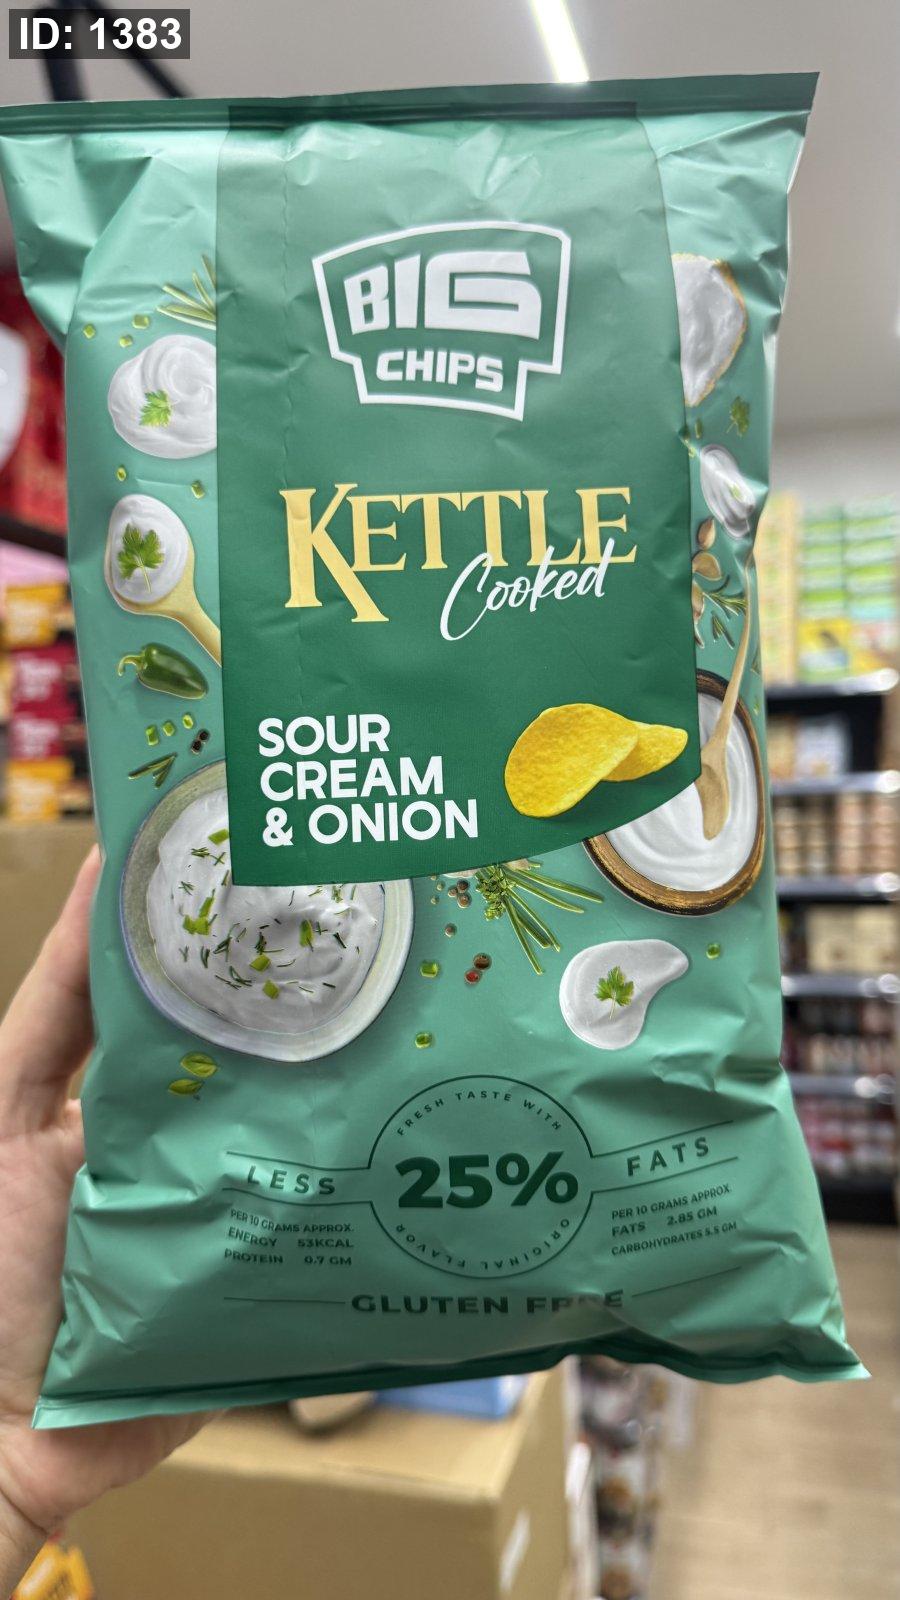 ID: 1383
BIG
CHIPS
KETTLE
Cooked
SOUR
CREAM
& ONION
FRESH TASTE WITH
LESS 25% FATS
ORIGINAL FLAVOR
PER 10 GRAMS APPROX.
ENERGY 53KCAL
PROTEIN 0.7 GM
PER 10 GRAMS APPROX
FATS 2.85 GM
CARBOHYDRATES 5.5 GM
GLUTEN FREE